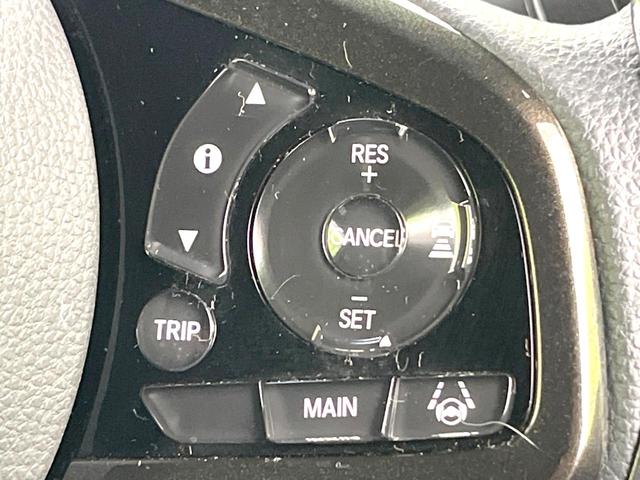 RES
+
i
CANCEL
-
SET
TRIP
MAIN